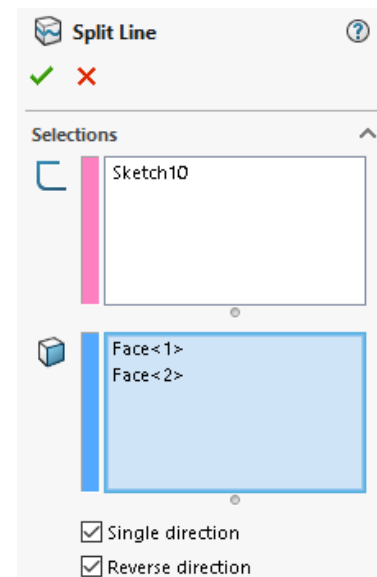 Split Line
?
Selections
Sketch10
Face<1>
Face<2>
Single direction
Reverse direction